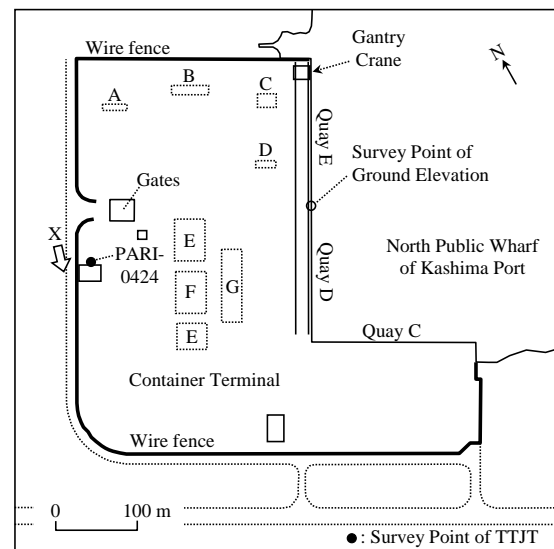 Wire fence
Gantry
Crane
N
A
B
C
D
Quay E
Survey Point of
Ground Elevation
Gates
X
PARI-
0424
E
F
G
E
Quay D
North Public Wharf
of Kashima Port
Quay C
Container Terminal
Wire fence
0 100 m
● : Survey Point of TTJT